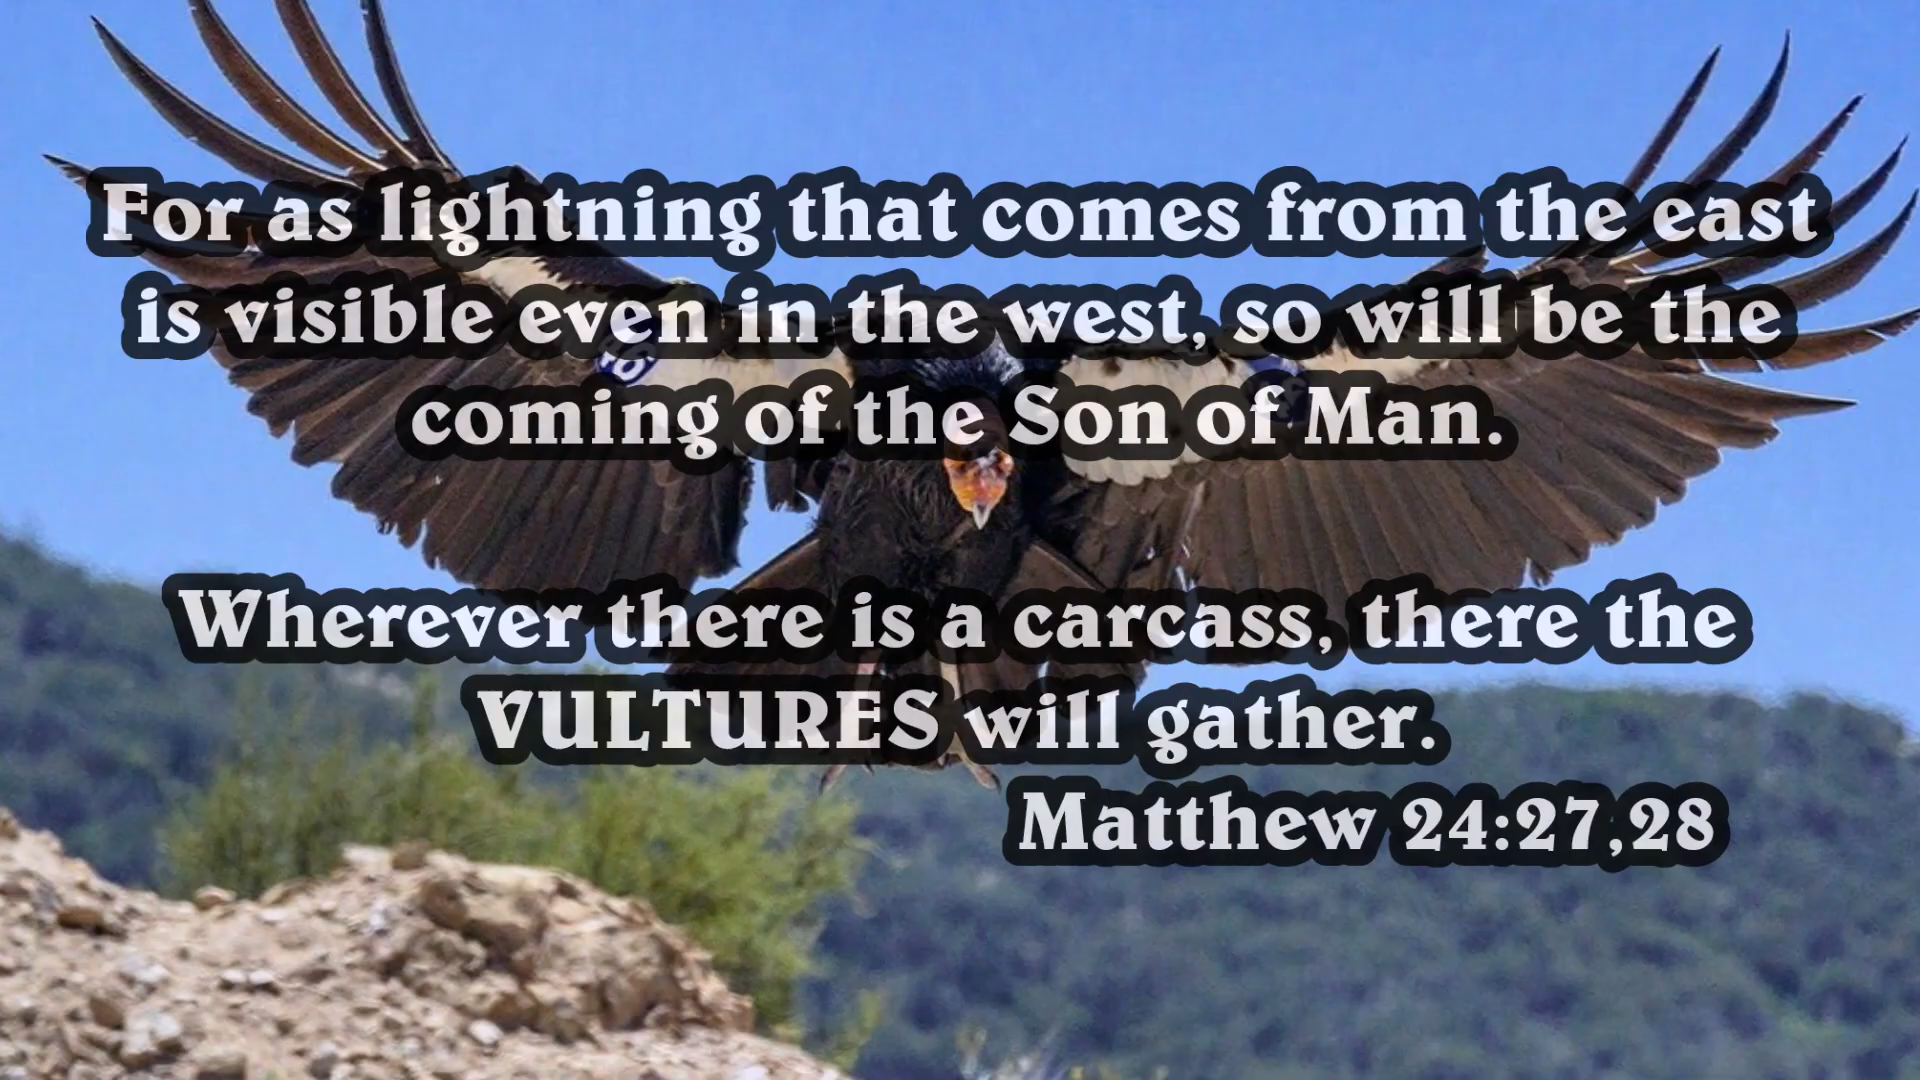 For as lightning that comes from the east
is visible even in the west, so will be the
coming of the Son of Man.
Wherever there is a carcass, there the
VULTURES will gather.
Matthew 24:27,28